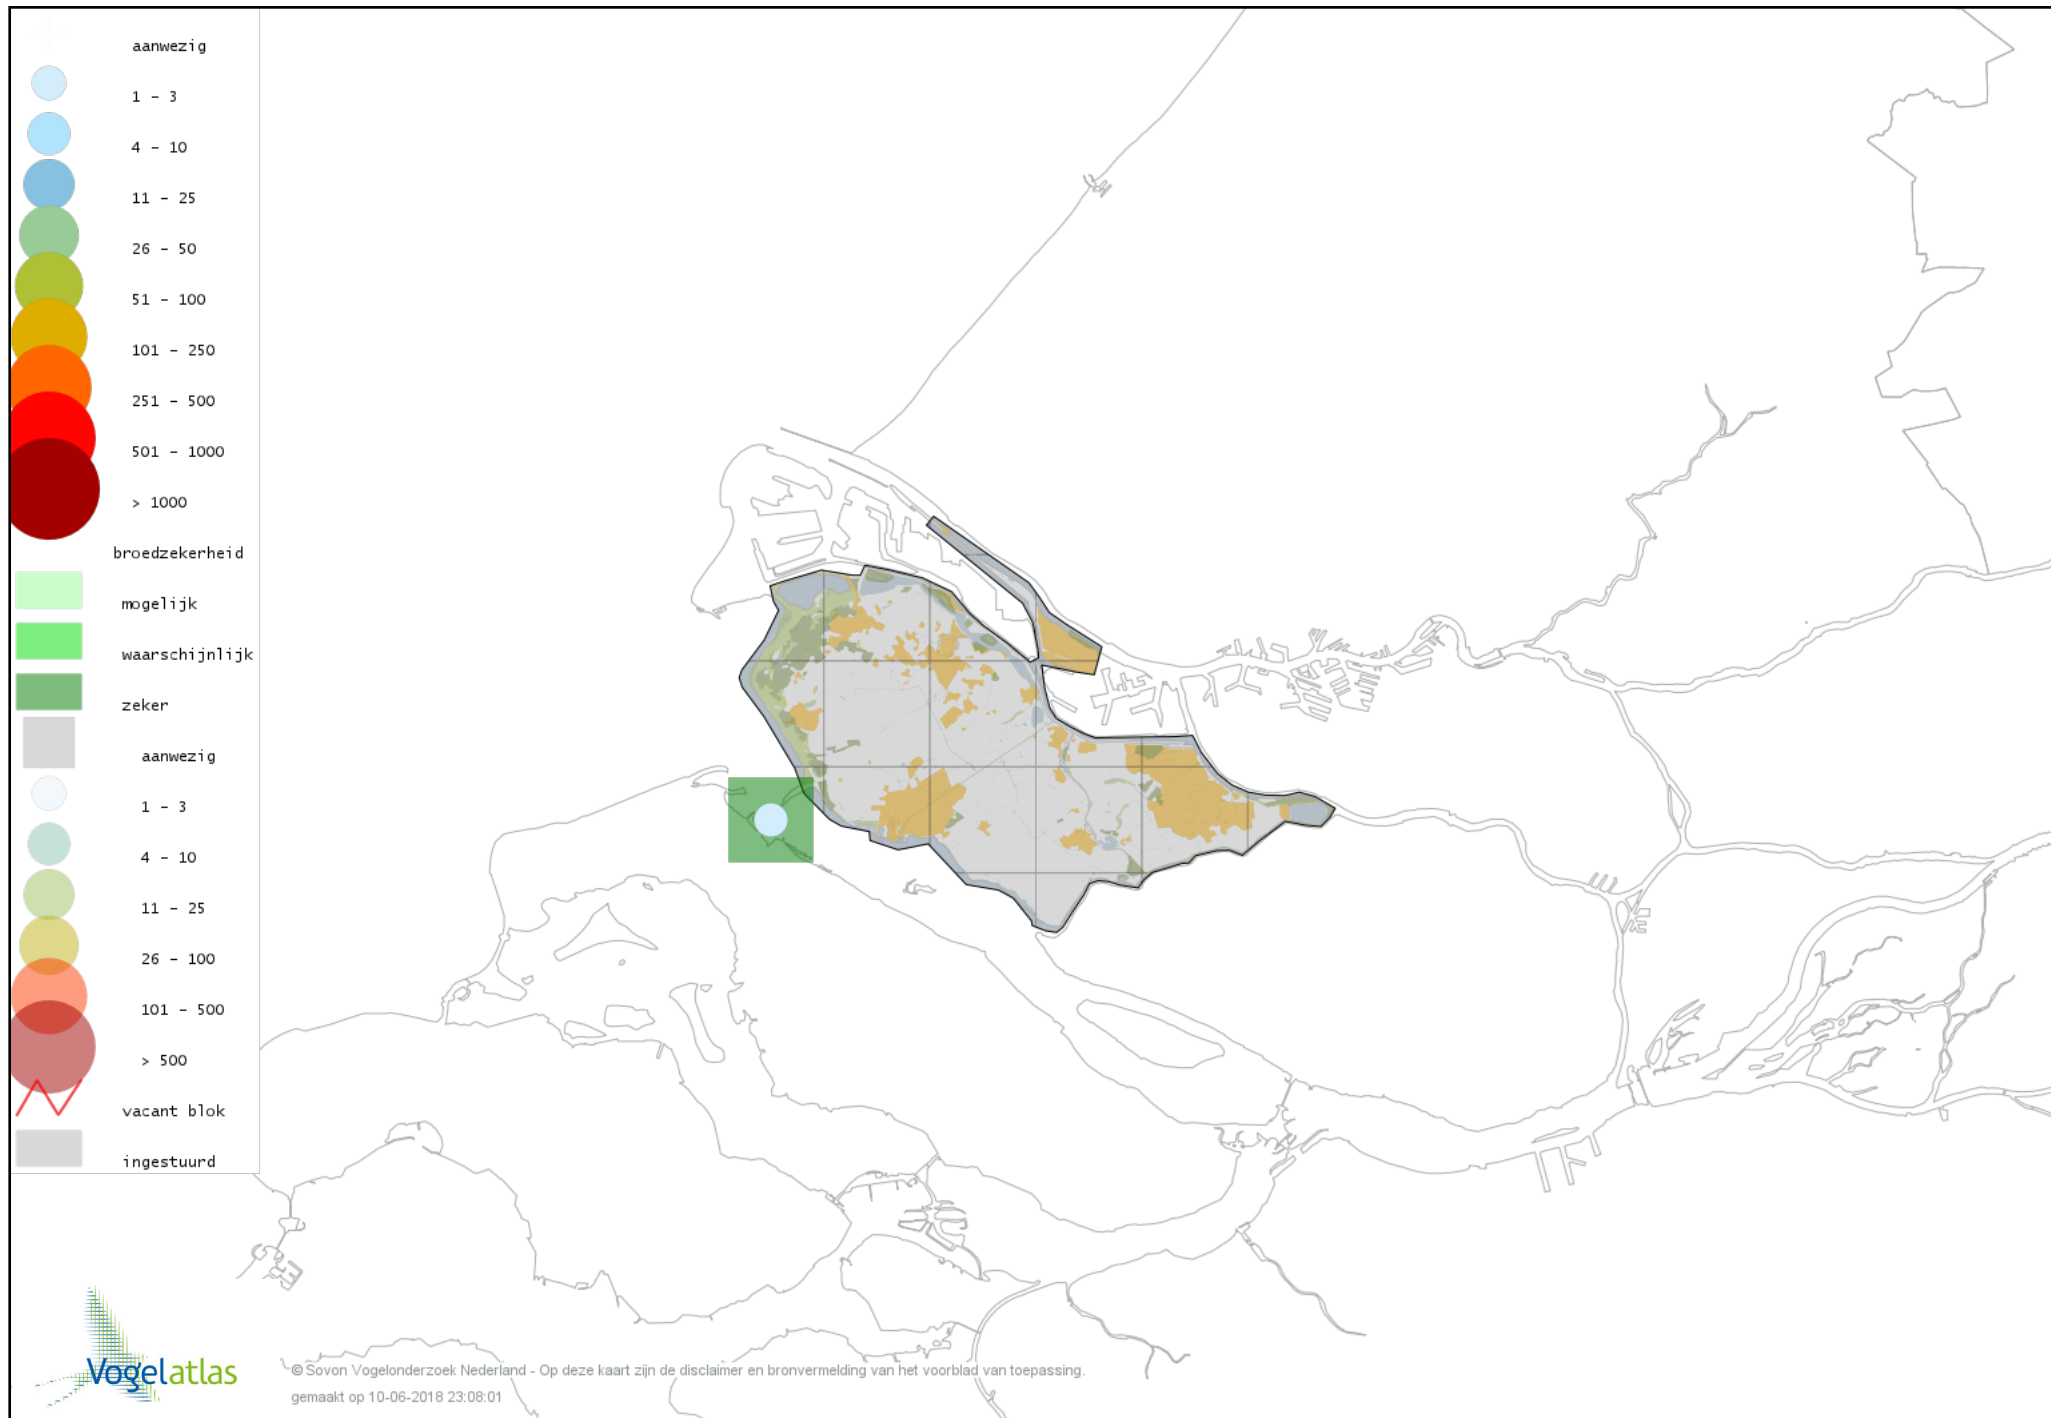 aanwezig
1 - 3
4 - 10
11 - 25
26 - 50
51 - 100
101 - 250
251 - 500
501 - 1000
> 1000
broedzekerheid
mogelijk
waarschijnlijk
zeker
aanwezig
1 - 3
4 - 10
11 - 25
26 - 100
101 - 500
> 500
vacant blok
ingestuurd
Vogelatlas
© Sovon Vogelonderzoek Nederland - Op deze kaart zijn de disclaimer en bronvermelding van het voorblad van toepassing.
gemaakt op 10-06-2018 23:08:01